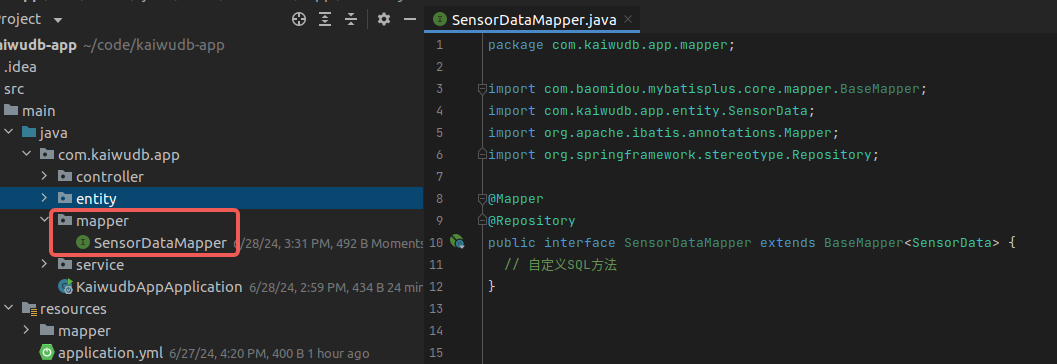 Project
aiwudb-app ~/code/kaiwudb-app
.idea
src
main
java
com.kaiwudb.app
controller
entity
mapper
SensorDataMapper 6/28/24, 3:31 PM, 492 B Moments
service
KaiwudbAppApplication 6/28/24, 2:59 PM, 434 B 24 min
resources
mapper
application.yml 6/27/24, 4:20 PM, 400 B 1 hour ago
SensorDataMapper.java
1 package com.kaiwudb.app.mapper;
2
3 import com.baomidou.mybatisplus.core.mapper.BaseMapper;
4 import com.kaiwudb.app.entity.SensorData;
5 import org.apache.ibatis.annotations.Mapper;
6 import org.springframework.stereotype.Repository;
7
8 @Mapper
9 @Repository
10 public interface SensorDataMapper extends BaseMapper<SensorData> {
11 // 自定义SQL方法
12 }
13
14
15